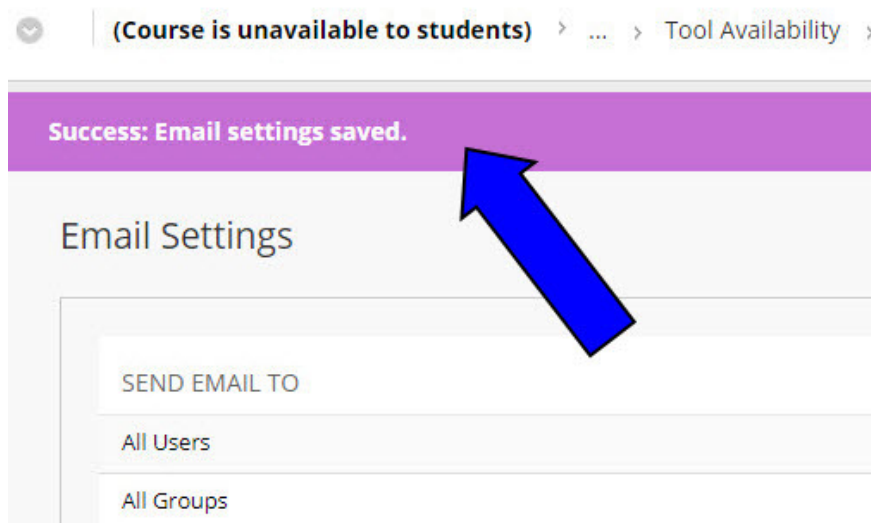 (Course is unavailable to students) > ... > Tool Availability >
Success: Email settings saved.
Email Settings
SEND EMAIL TO
All Users
All Groups